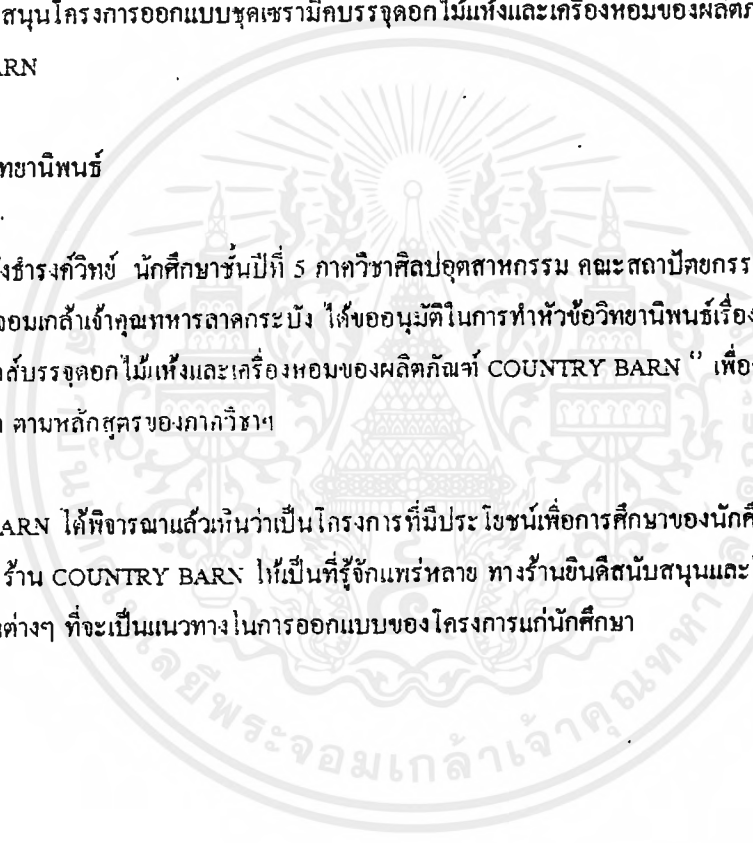 สนุนโครงการออกแบบชุดเซรามิคบรรจุดอกไม้แห้งและเครื่องหอมของผลิตภ
ARN
ทยานิพนธ์
งธำรงค์วิทย์ นักศึกษาชั้นปีที่ 5 ภาควิชาศิลปอุตสาหกรรม คณะสถาปัตยกรร
จอมเกล้าเจ้าคุณทหารลาดกระบัง ได้ขออนุมัติในการทำหัวข้อวิทยานิพนธ์เรื่อง
บรรจุดอกไม้แห้งและเครื่องหอมของผลิตภัณฑ์ COUNTRY BARN " เพื่อ
ตามหลักสูตรของภาควิชาฯ
ARN ได้พิจารณาแล้วเห็นว่าเป็นโครงการที่มีประโยชน์เพื่อการศึกษาของนักศึ
ร้าน COUNTRY BARN ให้เป็นที่รู้จักแพร่หลาย ทางร้านยินดีสนับสนุนและ
ต่างๆ ที่จะเป็นแนวทางในการออกแบบของโครงการแก่นักศึกษา
ลยีพระจอมเกล้าเจ้าคุณทหาร